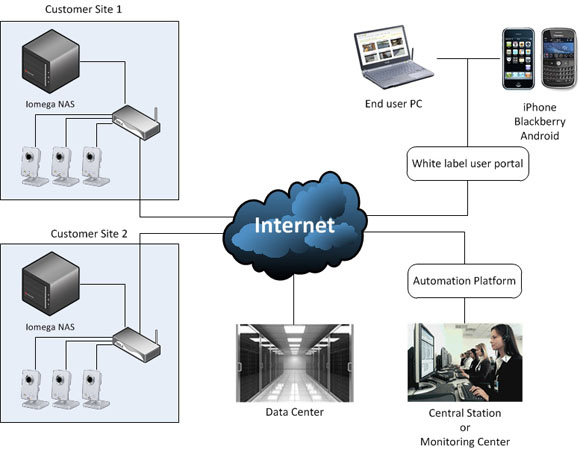 Customer Site 1
Iomega NAS
End user PC
iPhone
Blackberry
Android
White label user portal
Internet
Customer Site 2
Iomega NAS
Automation Platform
Data Center
Central Station
or
Monitoring Center